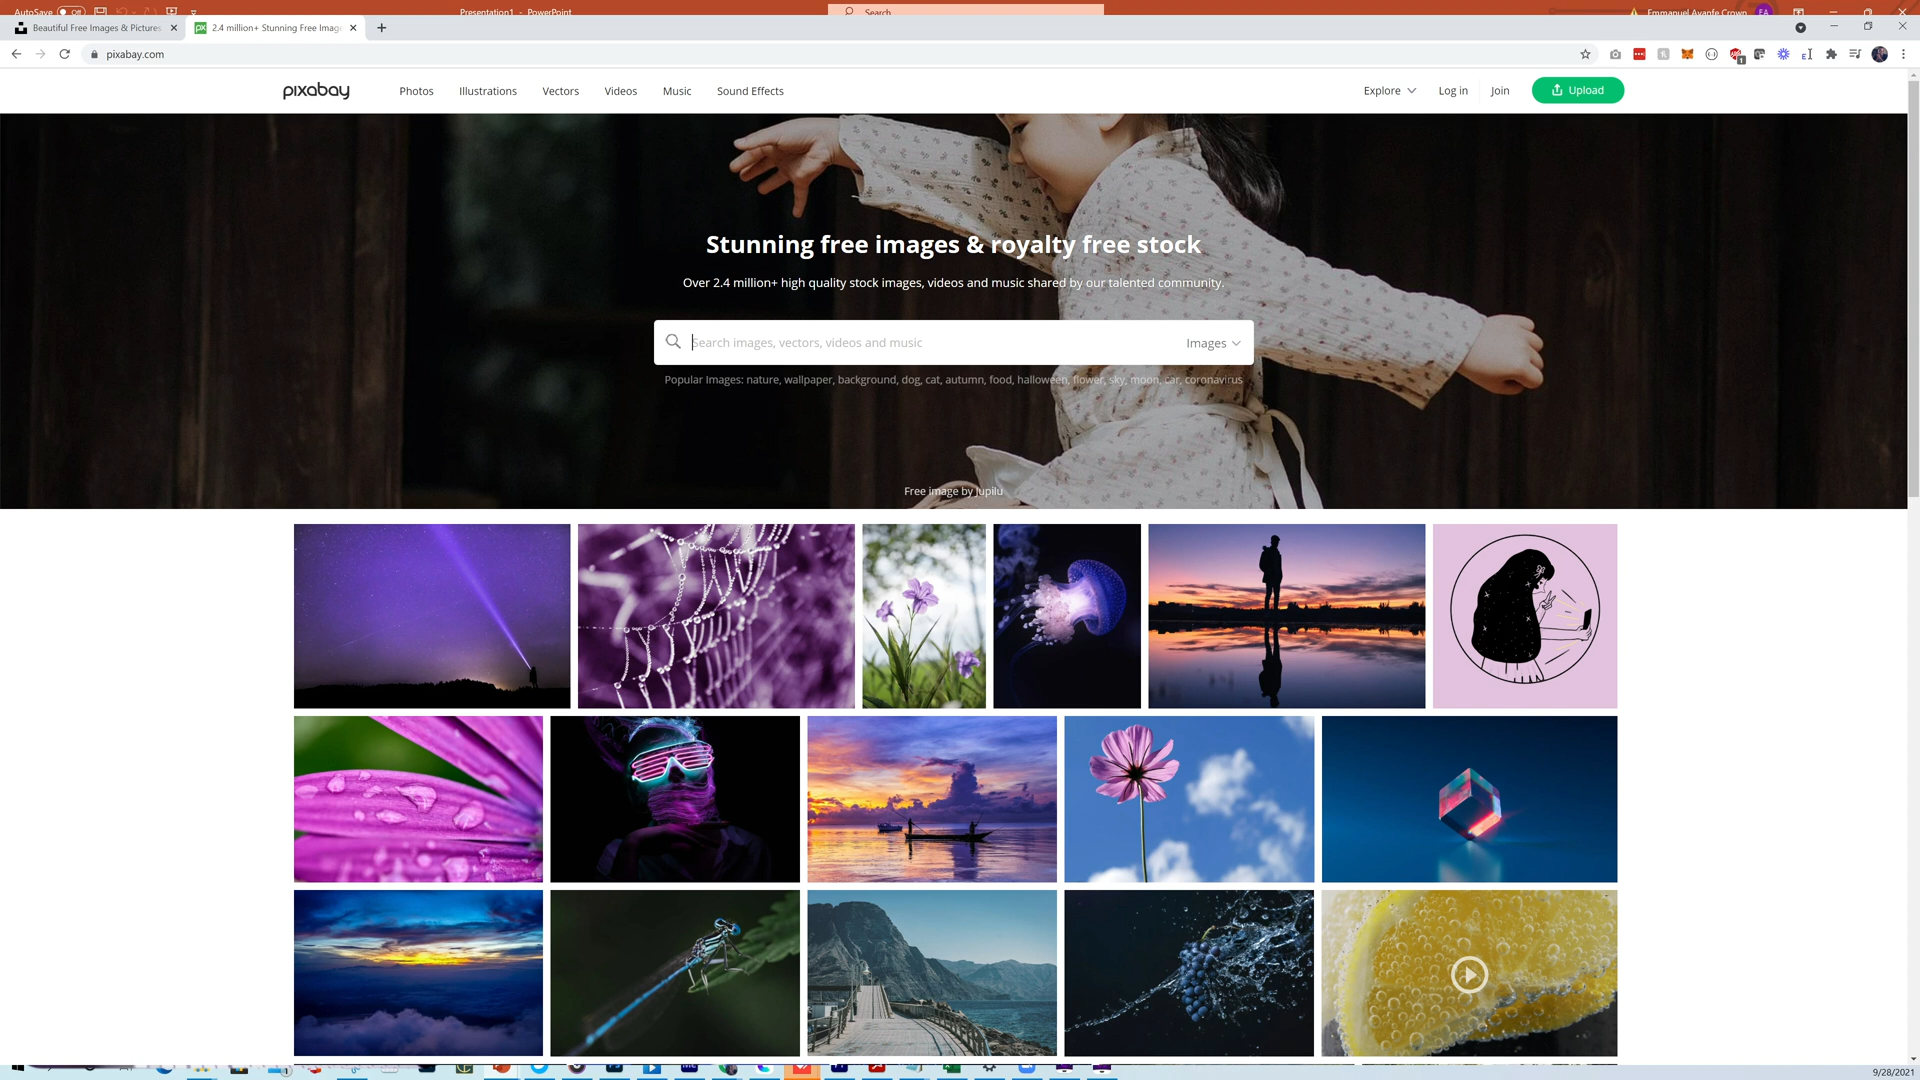 AutoSave Off
Presentation1 - PowerPoint
Search
Emmanuel Ayanfe Crown
EA
Beautiful Free Images & Pictures
px 2.4 million+ Stunning Free Imag
pixabay.com
pixabay
Photos
Illustrations
Vectors
Videos
Music
Sound Effects
Explore
Log in
Join
Upload
Stunning free images & royalty free stock
Over 2.4 million+ high quality stock images, videos and music shared by our talented community.
Search images, vectors, videos and music
Images
Popular Images: nature, wallpaper, background, dog, cat, autumn, food, halloween, flower, sky, moon, car, coronavirus
Free image by Jupilu
9/28/2021